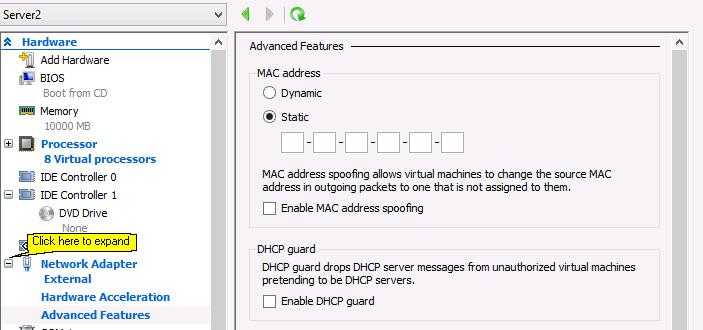 Server2
Hardware
Add Hardware
BIOS
Boot from CD
Memory
10000 MB
Processor
8 Virtual processors
IDE Controller 0
IDE Controller 1
DVD Drive
None
Click here to expand
Network Adapter
External
Hardware Acceleration
Advanced Features
Advanced Features
MAC address
Dynamic
Static
- - - - -
MAC address spoofing allows virtual machines to change the source MAC
address in outgoing packets to one that is not assigned to them.
Enable MAC address spoofing
DHCP guard
DHCP guard drops DHCP server messages from unauthorized virtual machines
pretending to be DHCP servers.
Enable DHCP guard